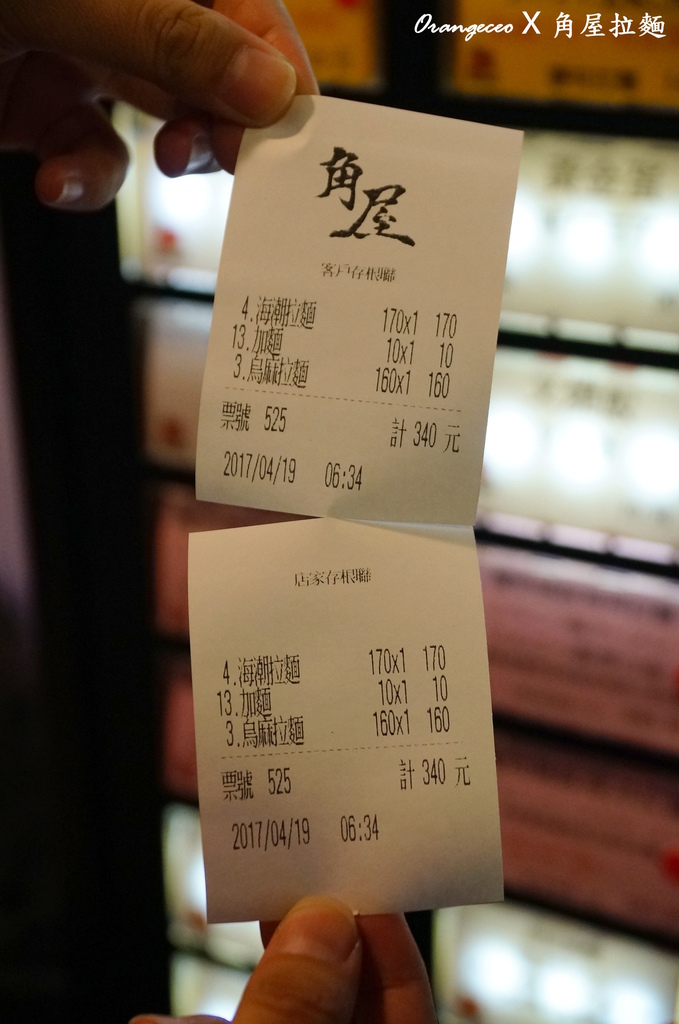 Orangeceo X 角屋拉麵
角屋
客戶存根聯
4.海潮拉麵 170x1 170
13.加麵 10x1 10
3.烏麻拉麵 160x1 160
票號 525 計 340 元
2017/04/19 06:34
店家存根聯
4.海潮拉麵 170x1 170
13.加麵 10x1 10
3.烏麻拉麵 160x1 160
票號 525 計 340 元
2017/04/19 06:34